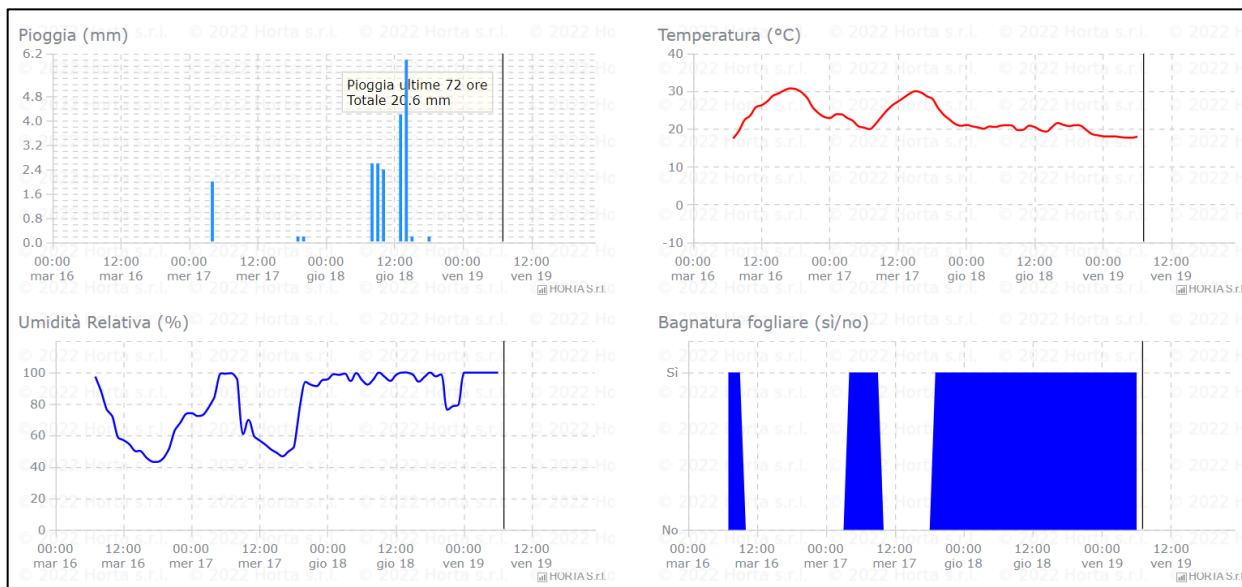 Pioggia (mm)
6.2
4.8
4.0
3.2
2.4
1.6
0.8
0.0
Pioggia ultime 72 ore
Totale 20.6 mm
00:00 12:00 00:00 12:00 00:00 12:00 00:00 12:00
mar 16 mar 16 mer 17 mer 17 gio 18 gio 18 ven 19 ven 19
HORTA S.r.l.
Temperatura (°C)
40
30
20
10
0
-10
00:00 12:00 00:00 12:00 00:00 12:00 00:00 12:00
mar 16 mar 16 mer 17 mer 17 gio 18 gio 18 ven 19 ven 19
HORTA S.r.l.
Umidità Relativa (%)
100
80
60
40
20
0
00:00 12:00 00:00 12:00 00:00 12:00 00:00 12:00
mar 16 mar 16 mer 17 mer 17 gio 18 gio 18 ven 19 ven 19
HORTA S.r.l.
Bagnatura fogliare (sì/no)
Sì
No
00:00 12:00 00:00 12:00 00:00 12:00 00:00 12:00
mar 16 mar 16 mer 17 mer 17 gio 18 gio 18 ven 19 ven 19
HORTA S.r.l.
© 2022 Horta s.r.l.